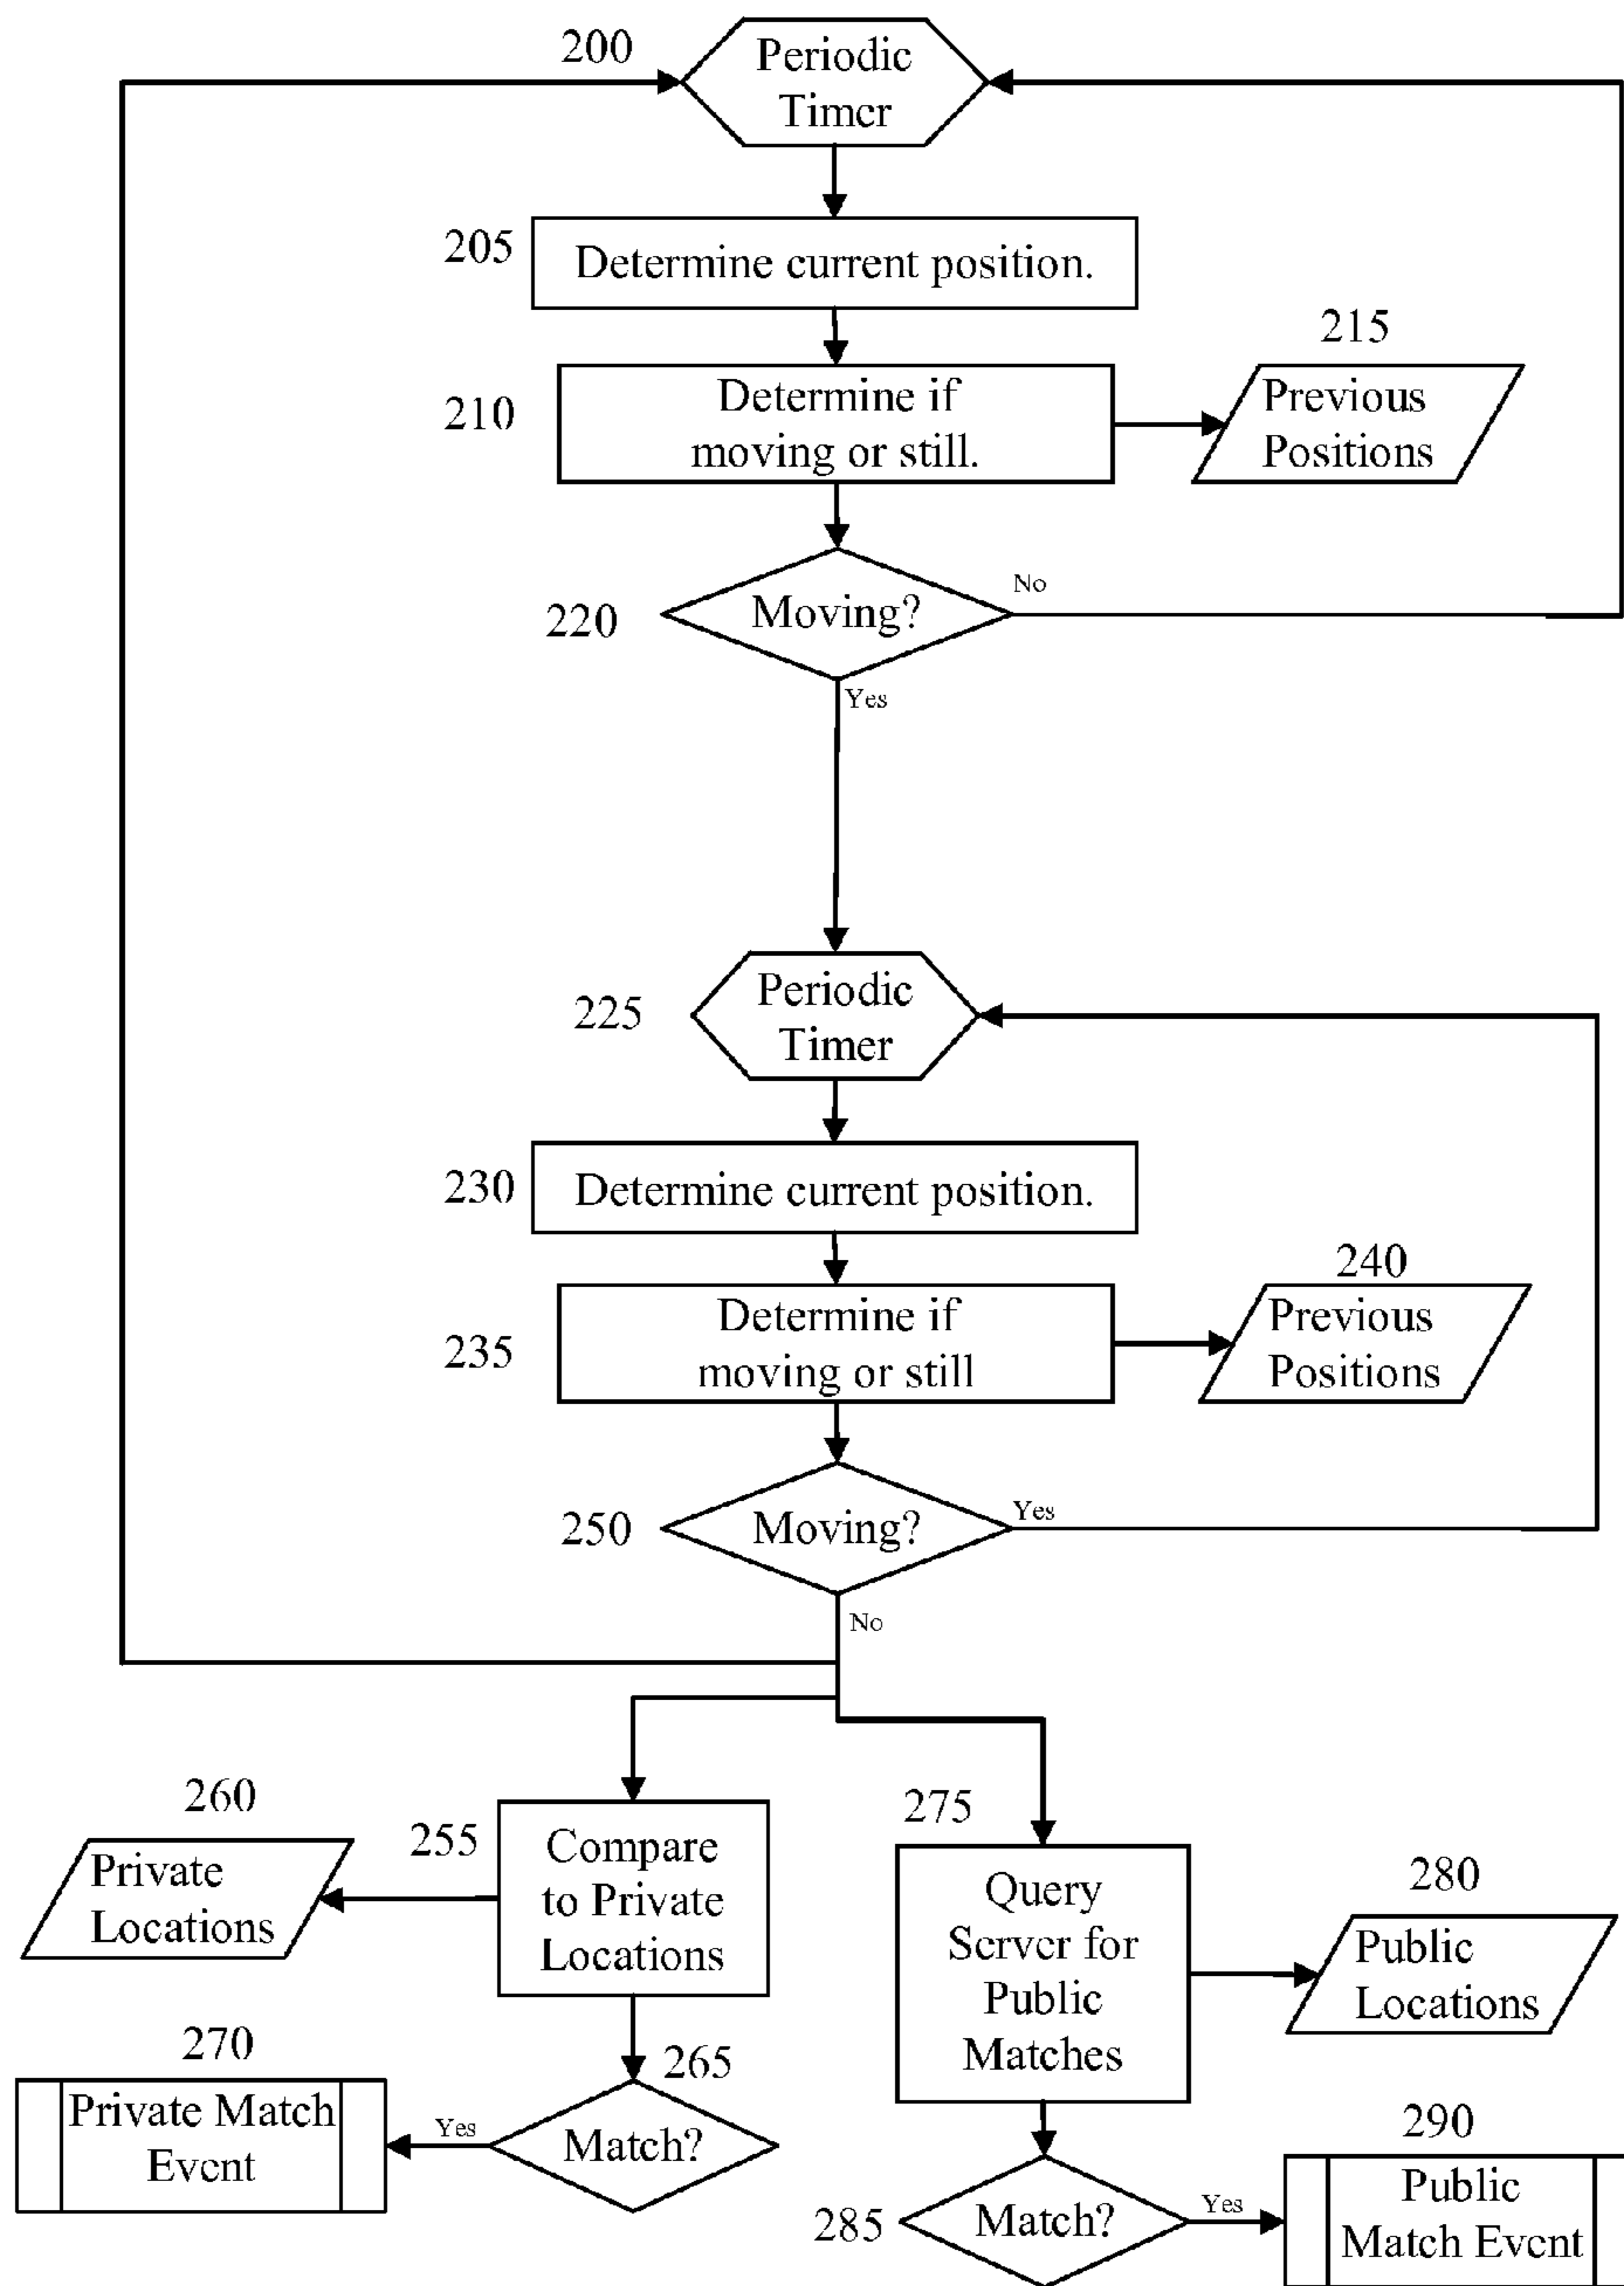 200
Periodic
Timer
205
Determine current position.
215
210
Determine if
moving or still.
Previous
Positions
No
220
Moving?
Yes
225
Periodic
Timer
230
Determine current position.
240
235
Determine if
moving or still
Previous
Positions
250
Moving?
Yes
No
260
255
Compare
to Private
Locations
Private
Locations
275
Query
Server for
Public
Matches
280
Public
Locations
270
265
Private Match
Event
Yes
Match?
290
285
Match?
Yes
Public
Match Event